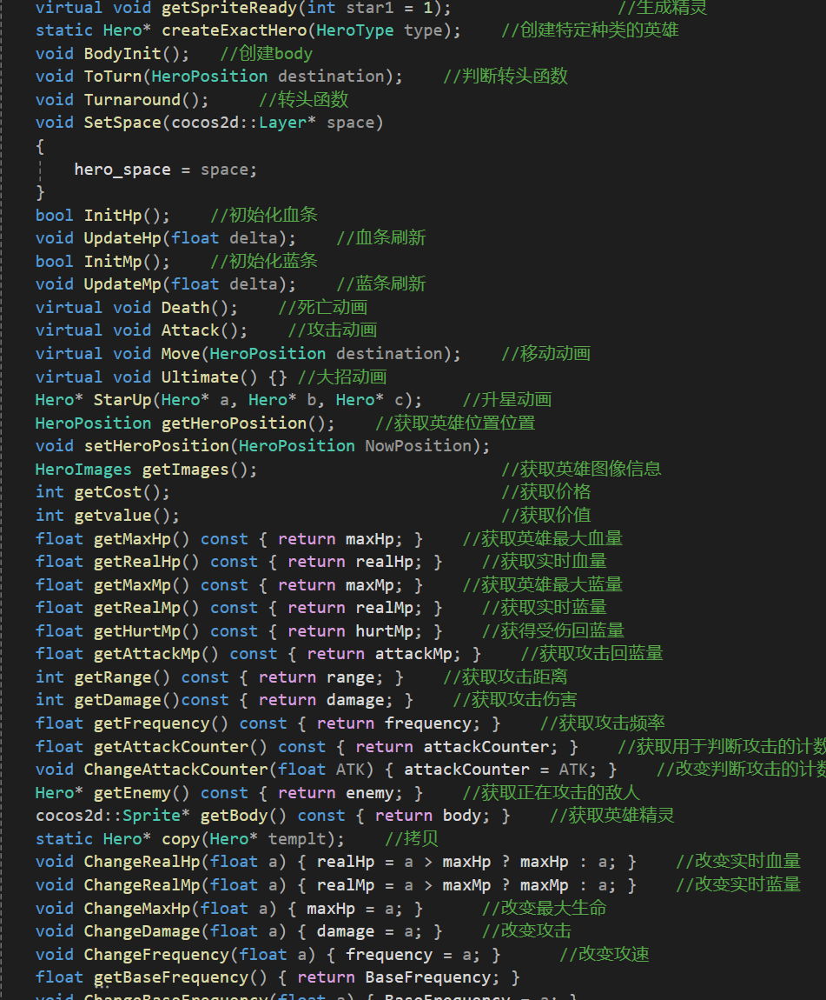 virtual void getSpriteReady(int star1 = 1); //生成精灵
static Hero* createExactHero(HeroType type); //创建特定种类的英雄
void BodyInit(); //创建body
void ToTurn(HeroPosition destination); //判断转头函数
void Turnaround(); //转头函数
void SetSpace(cocos2d::Layer* space)
{
hero_space = space;
}
bool InitHp(); //初始化血条
void UpdateHp(float delta); //血条刷新
bool InitMp(); //初始化蓝条
void UpdateMp(float delta); //蓝条刷新
virtual void Death(); //死亡动画
virtual void Attack(); //攻击动画
virtual void Move(HeroPosition destination); //移动动画
virtual void Ultimate() {} //大招动画
Hero* StarUp(Hero* a, Hero* b, Hero* c); //升星动画
HeroPosition getHeroPosition(); //获取英雄位置位置
void setHeroPosition(HeroPosition NowPosition);
HeroImages getImages(); //获取英雄图像信息
int getCost(); //获取价格
int getvalue(); //获取价值
float getMaxHp() const { return maxHp; } //获取英雄最大血量
float getRealHp() const { return realHp; } //获取实时血量
float getMaxMp() const { return maxMp; } //获取英雄最大蓝量
float getRealMp() const { return realMp; } //获取实时蓝量
float getHurtMp() const { return hurtMp; } //获得受伤回蓝量
float getAttackMp() const { return attackMp; } //获取攻击回蓝量
int getRange() const { return range; } //获取攻击距离
int getDamage()const { return damage; } //获取攻击伤害
float getFrequency() const { return frequency; } //获取攻击频率
float getAttackCounter() const { return attackCounter; } //获取用于判断攻击的计数
void ChangeAttackCounter(float ATK) { attackCounter = ATK; } //改变判断攻击的计数
Hero* getEnemy() const { return enemy; } //获取正在攻击的敌人
cocos2d::Sprite* getBody() const { return body; } //获取英雄精灵
static Hero* copy(Hero* templt); //拷贝
void ChangeRealHp(float a) { realHp = a > maxHp ? maxHp : a; } //改变实时血量
void ChangeRealMp(float a) { realMp = a > maxMp ? maxMp : a; } //改变实时蓝量
void ChangeMaxHp(float a) { maxHp = a; } //改变最大生命
void ChangeDamage(float a) { damage = a; } //改变攻击
void ChangeFrequency(float a) { frequency = a; } //改变攻速
float getBaseFrequency() { return BaseFrequency; }
void ChangeBaseFrequency(float a) { BaseFrequency = a; }